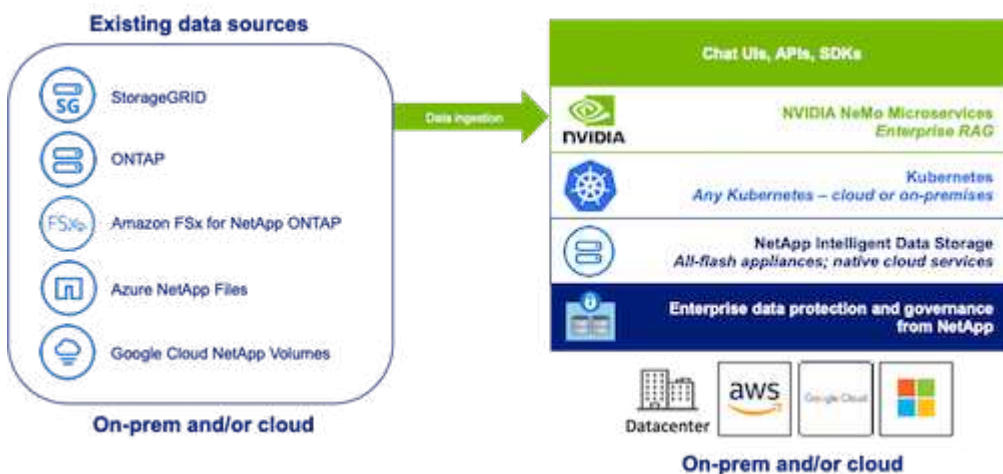 Existing data sources
SG
StorageGRID
ONTAP
FSx
Amazon FSx for NetApp ONTAP
Azure NetApp Files
Google Cloud NetApp Volumes
On-prem and/or cloud
Data ingestion
Chat UIs, APIs, SDKs
NVIDIA
NVIDIA NeMo Microservices
Enterprise RAG
Kubernetes
Any Kubernetes – cloud or on-premises
NetApp Intelligent Data Storage
All-flash appliances; native cloud services
Enterprise data protection and governance
from NetApp
Datacenter
aws
Google Cloud
On-prem and/or cloud